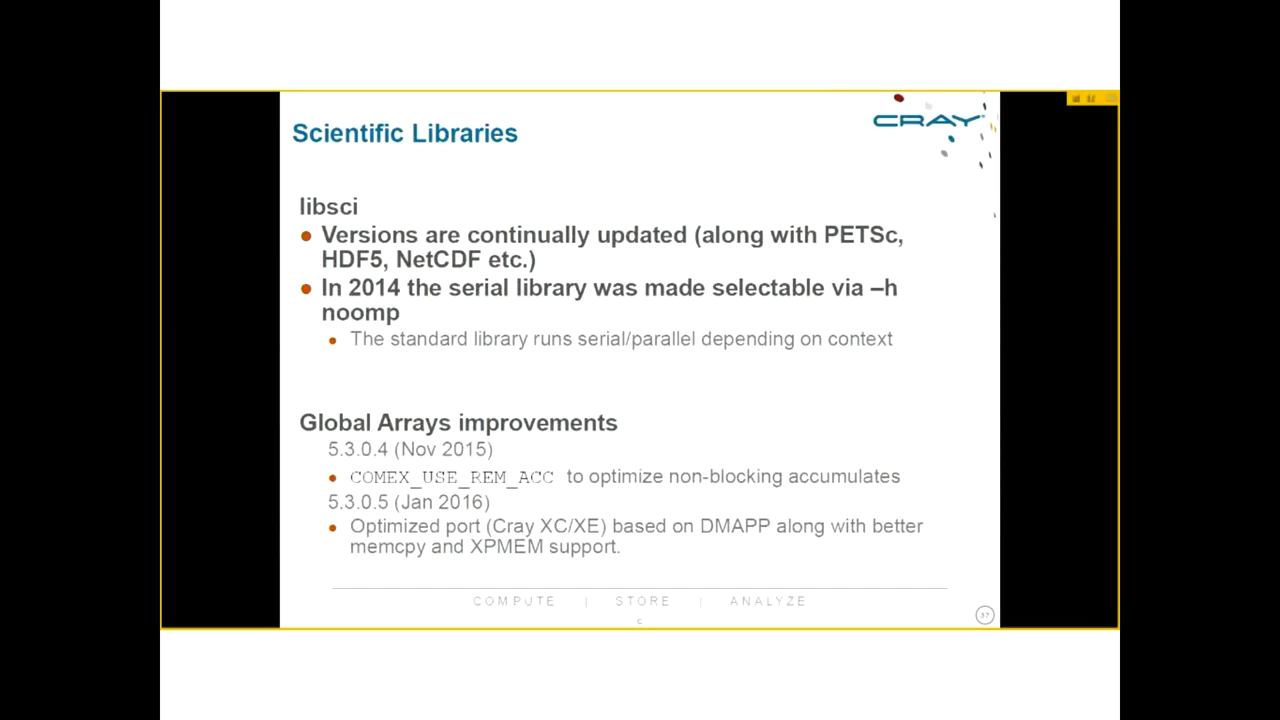 CRAY
Scientific Libraries
libsci
● Versions are continually updated (along with PETSc,
HDF5, NetCDF etc.)
● In 2014 the serial library was made selectable via –h
noomp
● The standard library runs serial/parallel depending on context
Global Arrays improvements
5.3.0.4 (Nov 2015)
● COMEX_USE_REM_ACC to optimize non-blocking accumulates
5.3.0.5 (Jan 2016)
● Optimized port (Cray XC/XE) based on DMAPP along with better
memcpy and XPMEM support.
COMPUTE | STORE | ANALYZE
c
37